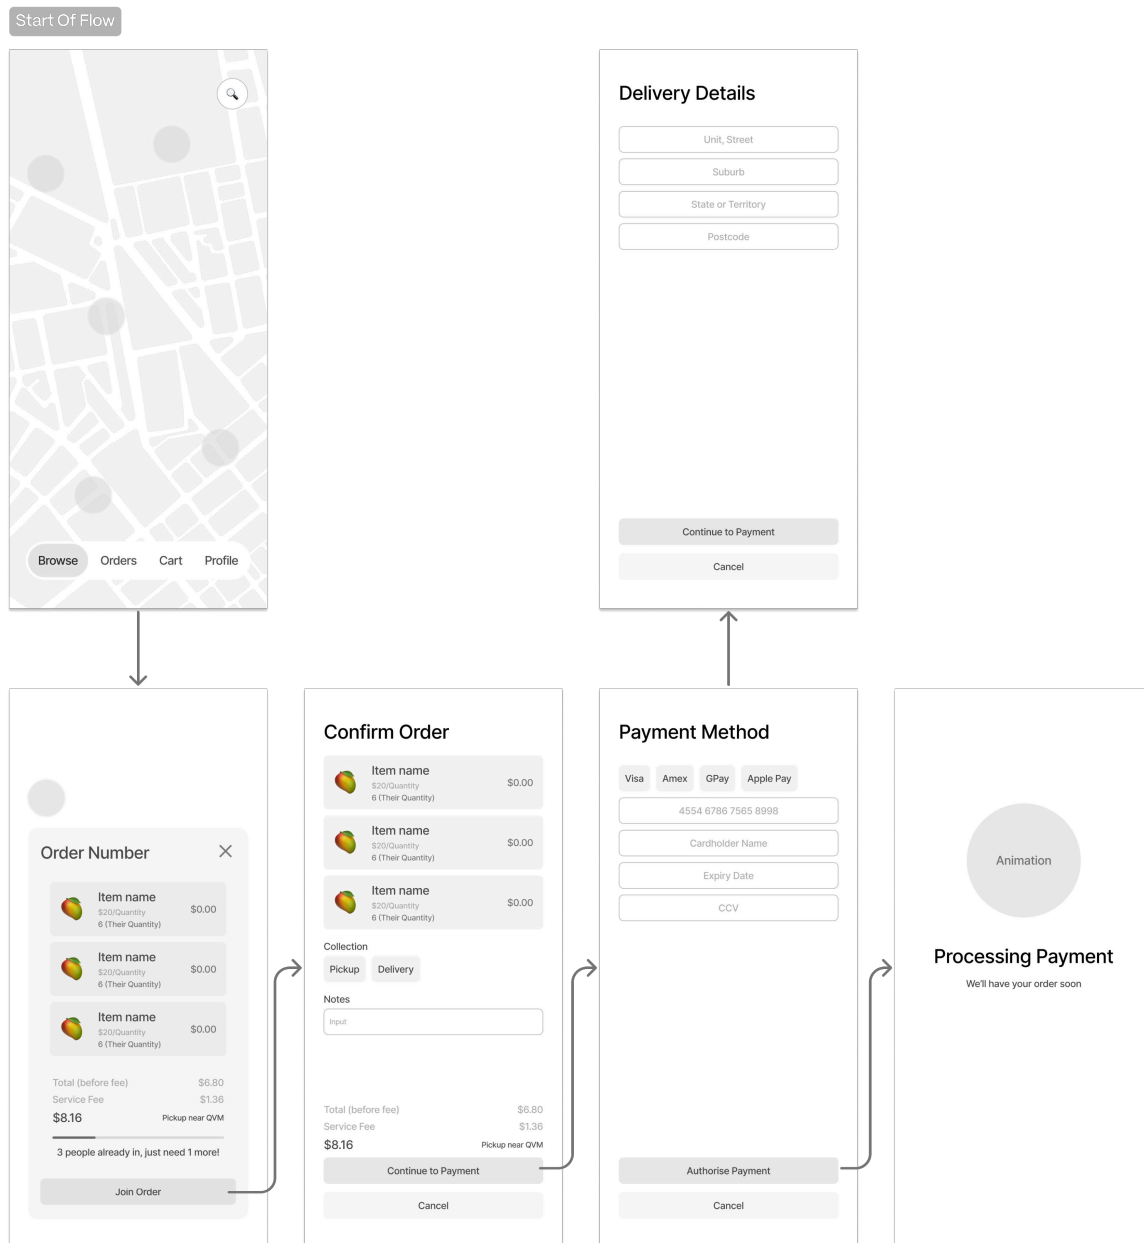 Start Of Flow
Browse
Orders
Cart
Profile
Delivery Details
Unit, Street
Suburb
State or Territory
Postcode
Continue to Payment
Cancel
Order Number
Item name
$20/Quantity
6 (Their Quantity)
$0.00
Item name
$20/Quantity
6 (Their Quantity)
$0.00
Item name
$20/Quantity
6 (Their Quantity)
$0.00
Total (before fee) $6.80
Service Fee $1.36
$8.16 Pickup near QVM
3 people already in, just need 1 more!
Join Order
Confirm Order
Item name
$20/Quantity
6 (Their Quantity)
$0.00
Item name
$20/Quantity
6 (Their Quantity)
$0.00
Item name
$20/Quantity
6 (Their Quantity)
$0.00
Collection
Pickup
Delivery
Notes
Input
Total (before fee) $6.80
Service Fee $1.36
$8.16 Pickup near QVM
Continue to Payment
Cancel
Payment Method
Visa
Amex
GPay
Apple Pay
4554 6786 7565 8998
Cardholder Name
Expiry Date
CCV
Authorise Payment
Cancel
Animation
Processing Payment
We'll have your order soon